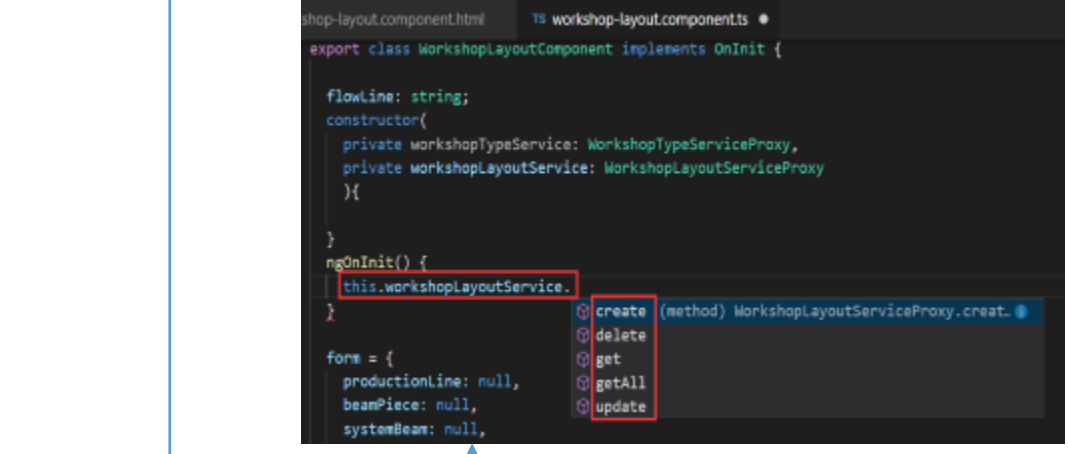 shop-layout.component.html TS workshop-layout.component.ts
export class WorkshopLayoutComponent implements OnInit {
flowLine: string;
constructor(
private workshopTypeService: WorkshopTypeServiceProxy,
private workshopLayoutService: WorkshopLayoutServiceProxy
){
}
ngOnInit() {
this.workshopLayoutService.
} create (method) WorkshopLayoutServiceProxy.creat…
delete
form = { get
productionLine: null, getAll
beamPiece: null, update
systemBeam: null,